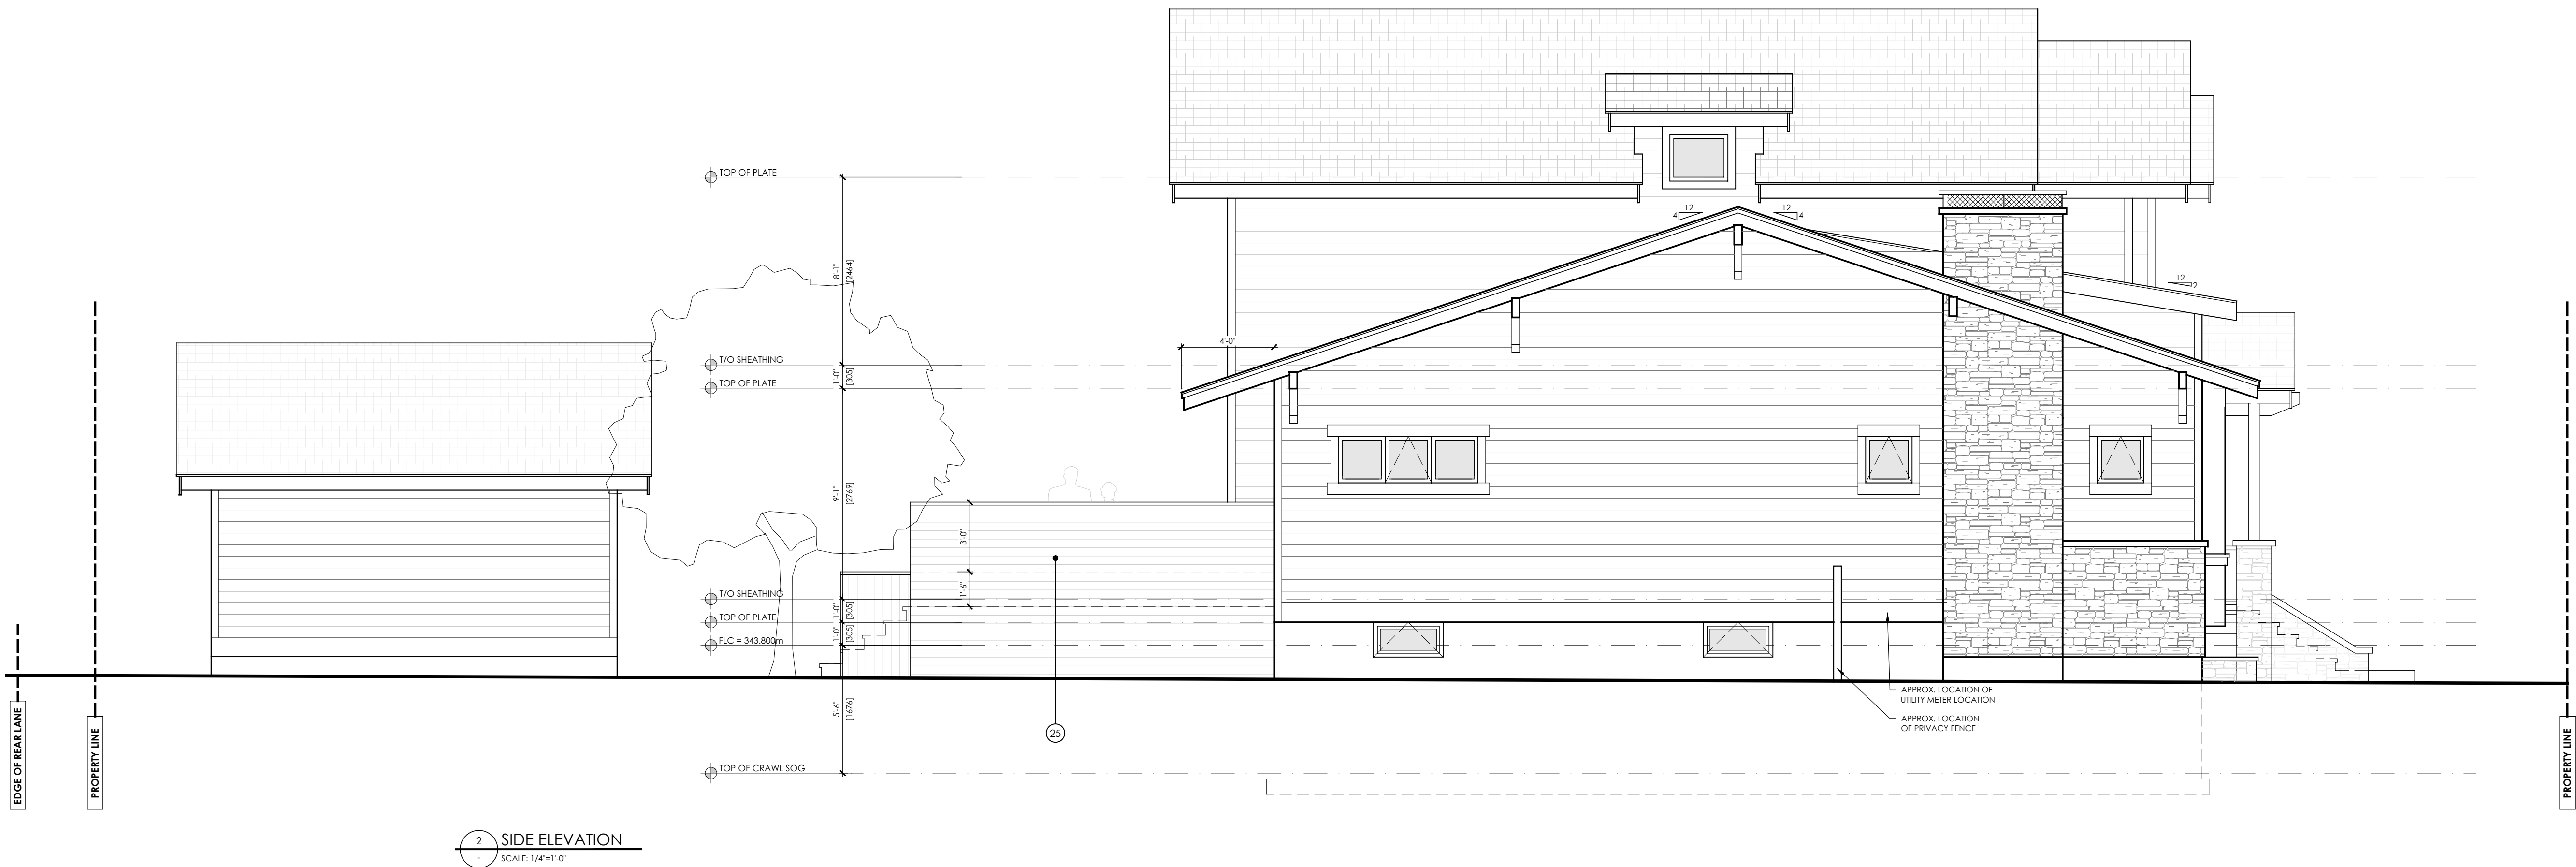 TOP OF PLATE
8'-1"
[2464]
12
4
12
4
12
2
T/O SHEATHING
1'-0"
[305]
TOP OF PLATE
4'-0"
9'-1"
[2769]
3'-0"
1'-6"
T/O SHEATHING
1'-0"
[305]
TOP OF PLATE
1'-0"
[305]
FLC = 343.800m
5'-6"
[1676]
TOP OF CRAWL SOG
25
APPROX. LOCATION OF
UTILITY METER LOCATION
APPROX. LOCATION
OF PRIVACY FENCE
EDGE OF REAR LANE
PROPERTY LINE
PROPERTY LINE
2
-
SIDE ELEVATION
SCALE: 1/4"=1'-0"